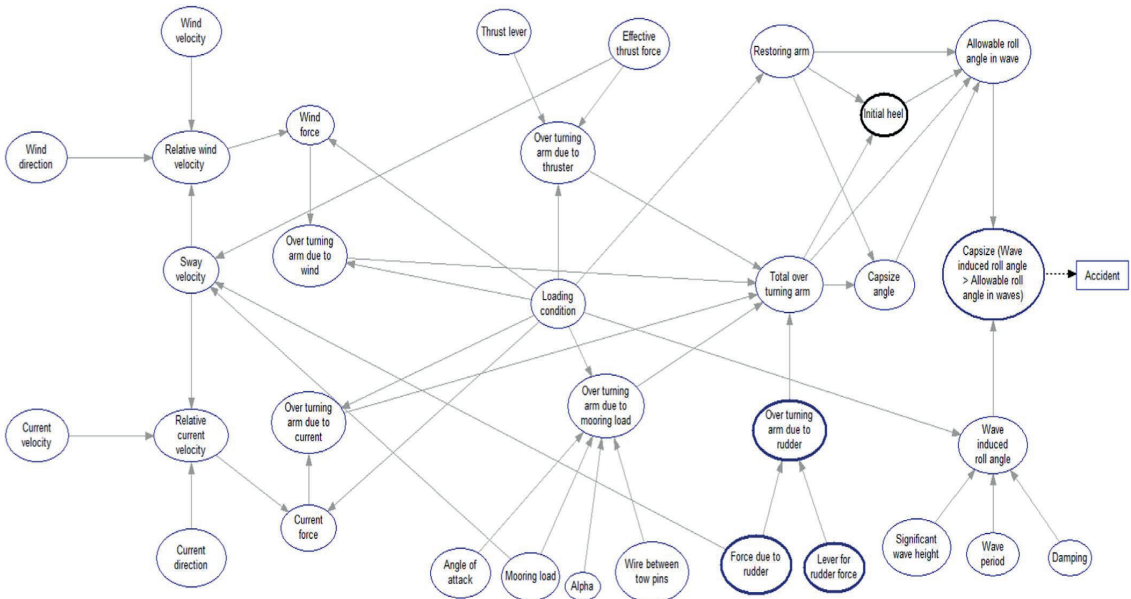 Wind
velocity
Thrust lever
Effective
thrust force
Restoring arm
Allowable roll
angle in wave
Wind
direction
Relative wind
velocity
Wind
force
Over turning
arm due to
thruster
Initial heel
Sway
velocity
Over turning
arm due to
wind
Loading
condition
Total over
turning arm
Capsize
angle
Capsize (Wave
induced roll angle
> Allowable roll
angle in waves)
Accident
Current
velocity
Relative
current
velocity
Over turning
arm due to
current
Over turning
arm due to
mooring load
Over turning
arm due to
rudder
Wave
induced
roll angle
Current
direction
Current
force
Angle of
attack
Mooring load
Alpha
Wire between
tow pins
Force due to
rudder
Lever for
rudder force
Significant
wave height
Wave
period
Damping